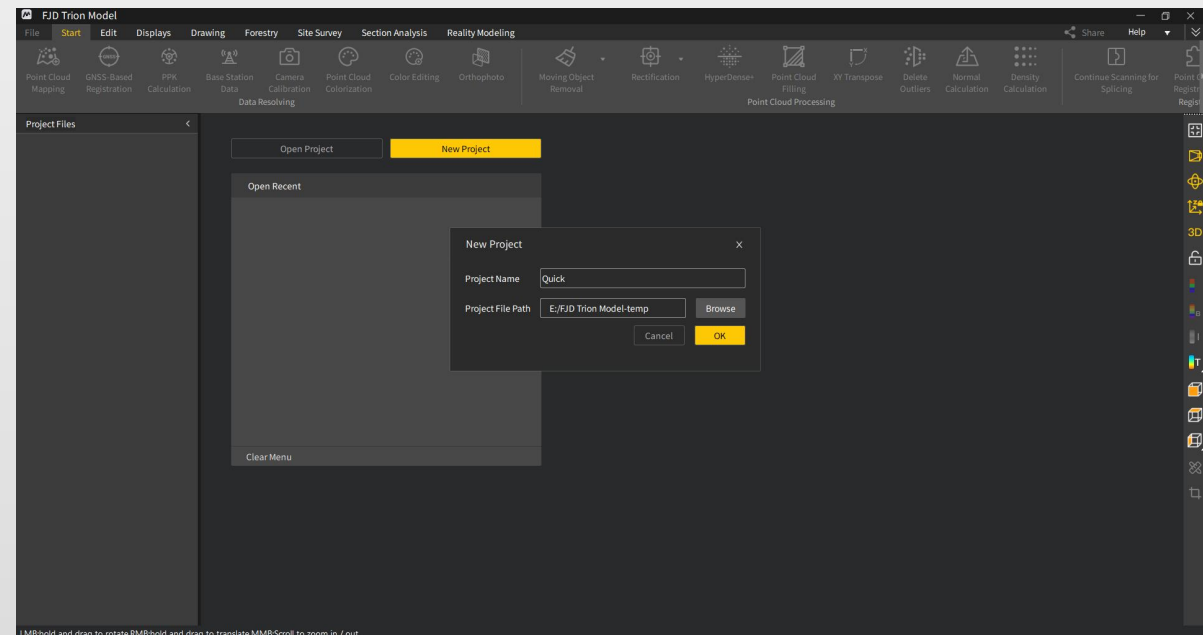 FJD Trion Model
File Start Edit Displays Drawing Forestry Site Survey Section Analysis Reality Modeling Share Help
Point Cloud Mapping
GNSS-Based Registration
PPK Calculation
Base Station Data
Camera Calibration
Point Cloud Colorization
Color Editing
Orthophoto
Data Resolving
Moving Object Removal
Rectification
HyperDense+
Point Cloud Filling
XY Transpose
Delete Outliers
Normal Calculation
Density Calculation
Point Cloud Processing
Continue Scanning for Splicing
Point C
Registr
Regist
Project Files
Open Project
New Project
Open Recent
New Project
Project Name Quick
Project File Path E:/FJD Trion Model-temp Browse
Cancel OK
Clear Menu
3D
B
I
T
LMB:hold and drag to rotate RMB:hold and drag to translate MMB:Scroll to zoom in / out